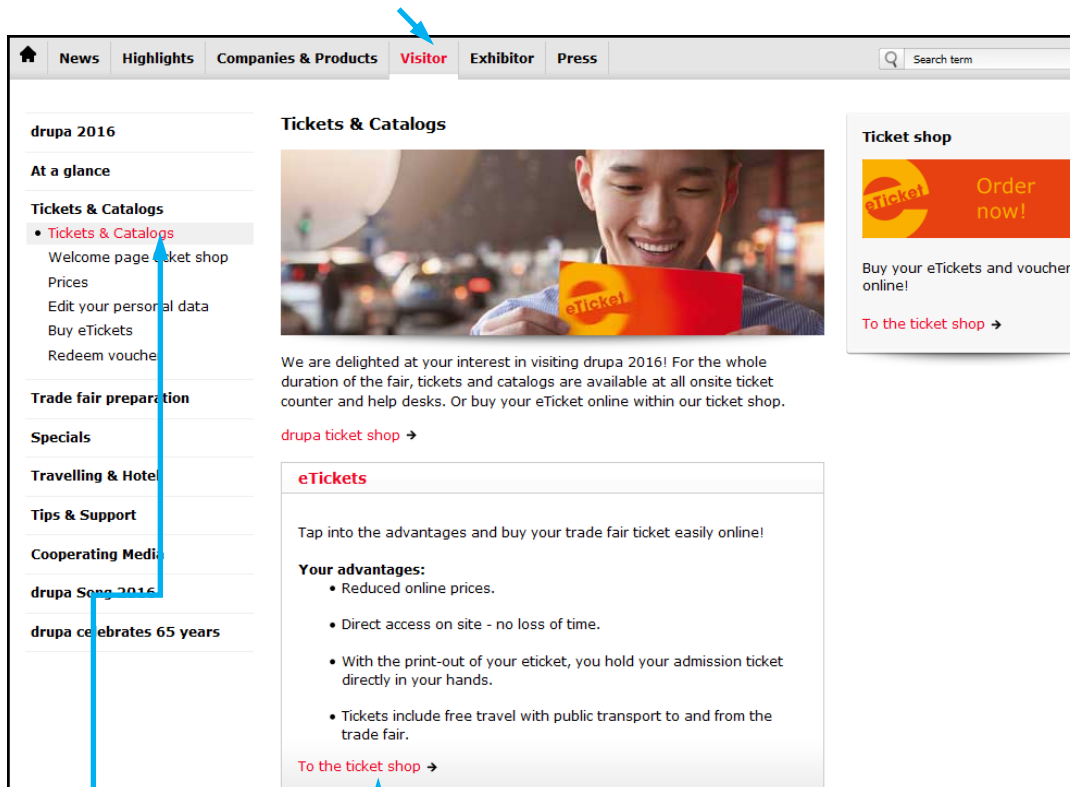 News Highlights Companies & Products Visitor Exhibitor Press Search term
drupa 2016
At a glance
Tickets & Catalogs
• Tickets & Catalogs
Welcome page ticket shop
Prices
Edit your personal data
Buy eTickets
Redeem voucher
Trade fair preparation
Specials
Travelling & Hotel
Tips & Support
Cooperating Media
drupa Song 2016
drupa celebrates 65 years
Tickets & Catalogs
eTicket
We are delighted at your interest in visiting drupa 2016! For the whole
duration of the fair, tickets and catalogs are available at all onsite ticket
counter and help desks. Or buy your eTicket online within our ticket shop.
drupa ticket shop →
eTickets
Tap into the advantages and buy your trade fair ticket easily online!
Your advantages:
• Reduced online prices.
• Direct access on site - no loss of time.
• With the print-out of your eticket, you hold your admission ticket
directly in your hands.
• Tickets include free travel with public transport to and from the
trade fair.
To the ticket shop →
Ticket shop
eTicket
Order
now!
Buy your eTickets and voucher
online!
To the ticket shop →